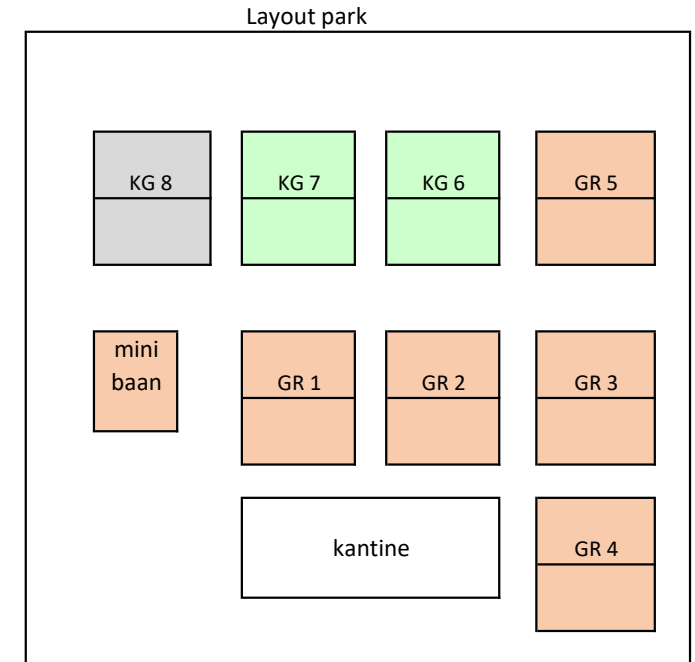 Layout park
KG 8
KG 7
KG 6
GR 5
mini
baan
GR 1
GR 2
GR 3
kantine
GR 4